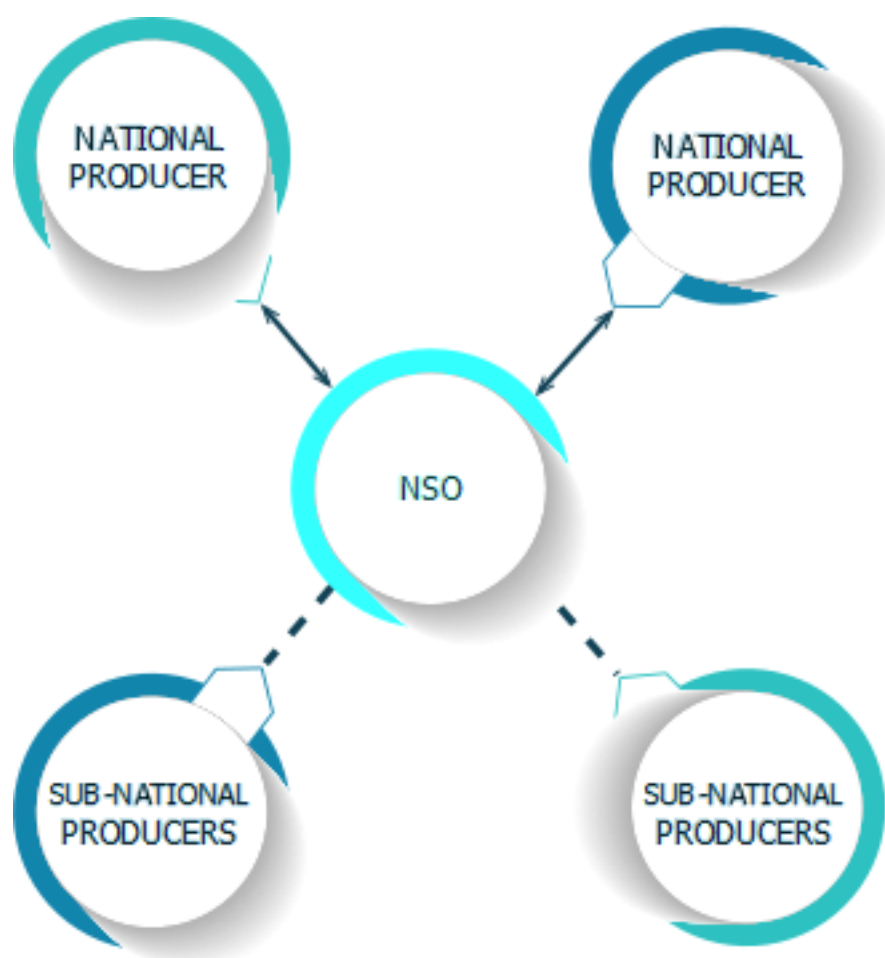 NATIONAL
PRODUCER
NATIONAL
PRODUCER
NSO
SUB-NATIONAL
PRODUCERS
SUB-NATIONAL
PRODUCERS